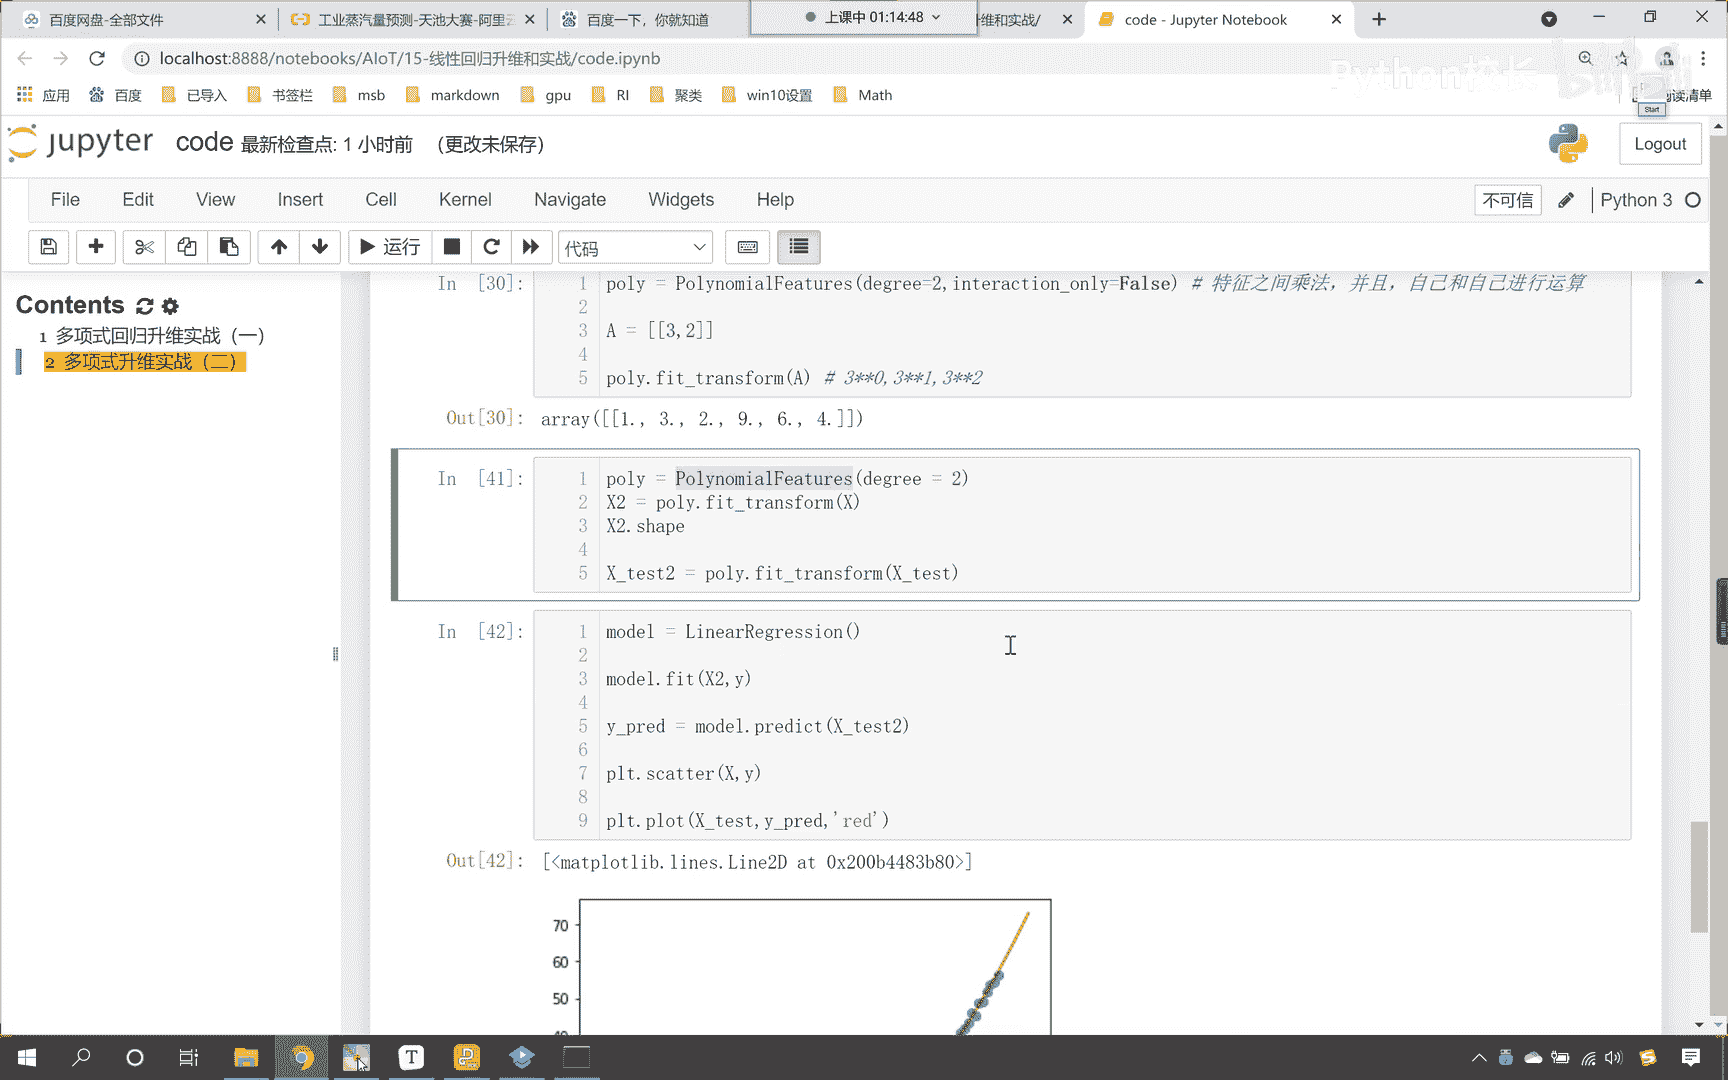 百度网盘-全部文件
工业蒸汽量预测-天池大赛-阿里云
百度一下，你就知道
上课中 01:14:48
维和实战/
code - Jupyter Notebook
localhost:8888/notebooks/AIoT/15-线性回归升维和实战/code.ipynb
Python校长
应用
百度
已导入
书签栏
msb
markdown
gpu
RI
聚类
win10设置
Math
阅读清单
Start
jupyter
code 最新检查点: 1 小时前 (更改未保存)
Logout
File Edit View Insert Cell Kernel Navigate Widgets Help
不可信
Python 3
运行
代码
Contents
1 多项式回归升维实战（一）
2 多项式升维实战（二）
In [30]:
1 poly = PolynomialFeatures(degree=2,interaction_only=False) # 特征之间乘法，并且，自己和自己进行运算
2
3 A = [[3,2]]
4
5 poly.fit_transform(A) # 3**0,3**1,3**2
Out[30]: array([[1., 3., 2., 9., 6., 4.]])
In [41]:
1 poly = PolynomialFeatures(degree = 2)
2 X2 = poly.fit_transform(X)
3 X2.shape
4
5 X_test2 = poly.fit_transform(X_test)
In [42]:
1 model = LinearRegression()
2
3 model.fit(X2,y)
4
5 y_pred = model.predict(X_test2)
6
7 plt.scatter(X,y)
8
9 plt.plot(X_test,y_pred,'red')
Out[42]: [<matplotlib.lines.Line2D at 0x200b4483b80>]
70
60
50
40